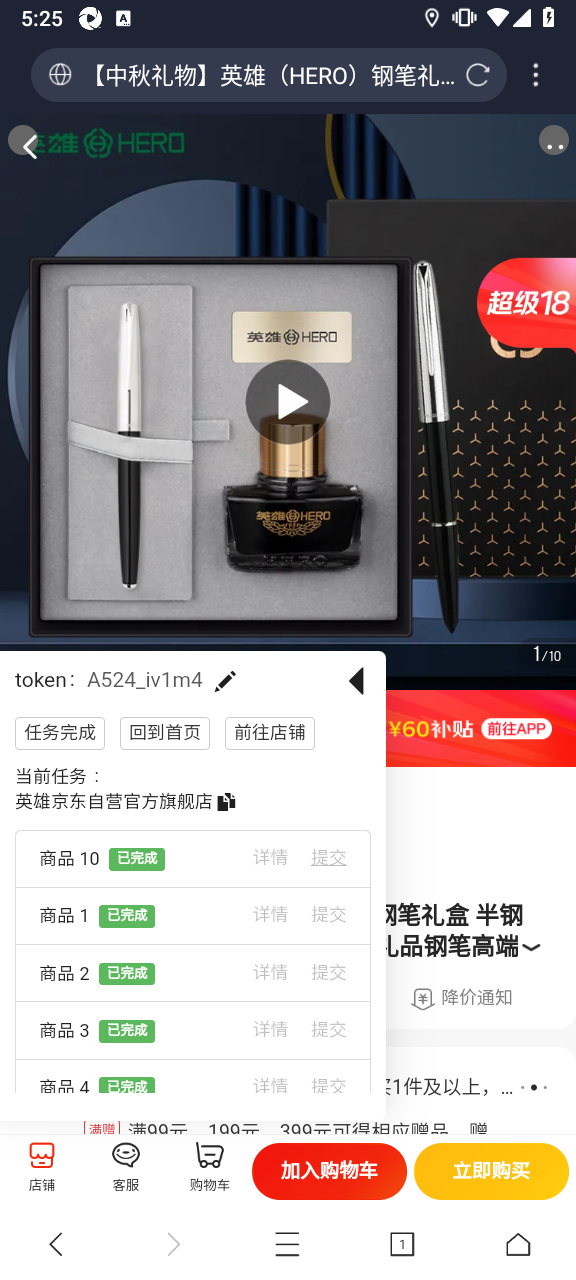 5:25
A
【中秋礼物】英雄（HERO）钢笔礼...
英雄 HERO
超级18
英雄 HERO
英雄 HERO
HERO
1/10
token： A524_iv1m4
任务完成 回到首页 前往店铺
¥60补贴 前往APP
当前任务：
英雄京东自营官方旗舰店
商品 10 已完成 详情 提交
商品 1 已完成 详情 提交
钢笔礼盒 半钢
商品 2 已完成 详情 提交
礼品钢笔高端
降价通知
商品 3 已完成 详情 提交
商品 4 已完成 详情 提交
买1件及以上，...
满赠 满99元、199元、399元可得相应赠品，赠
店铺 客服 购物车 加入购物车 立即购买
1